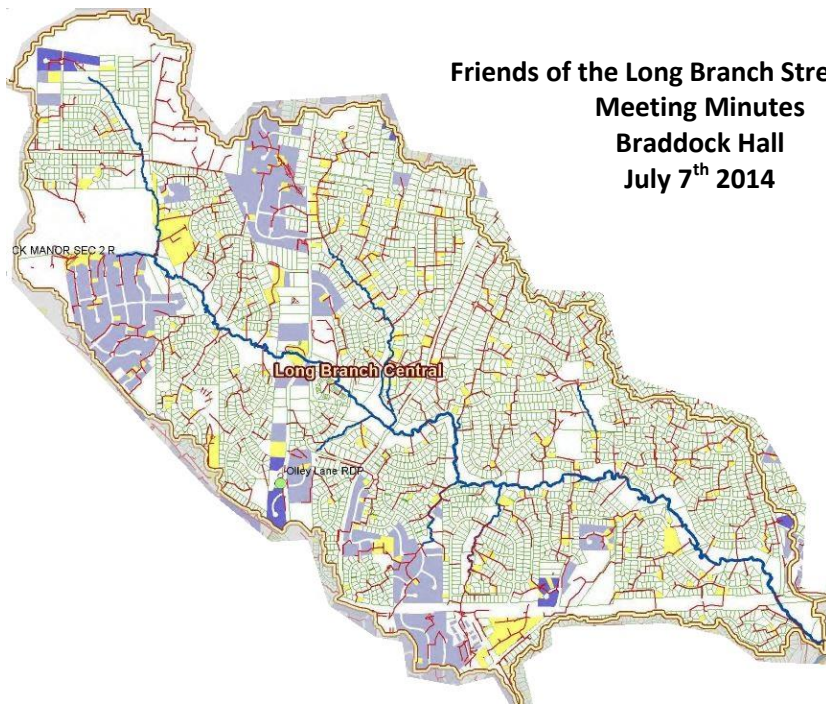 Friends of the Long Branch Stre
Meeting Minutes
Braddock Hall
July 7th 2014
CK MANOR SEC 2 R
Long Branch Central
Olley Lane RDP